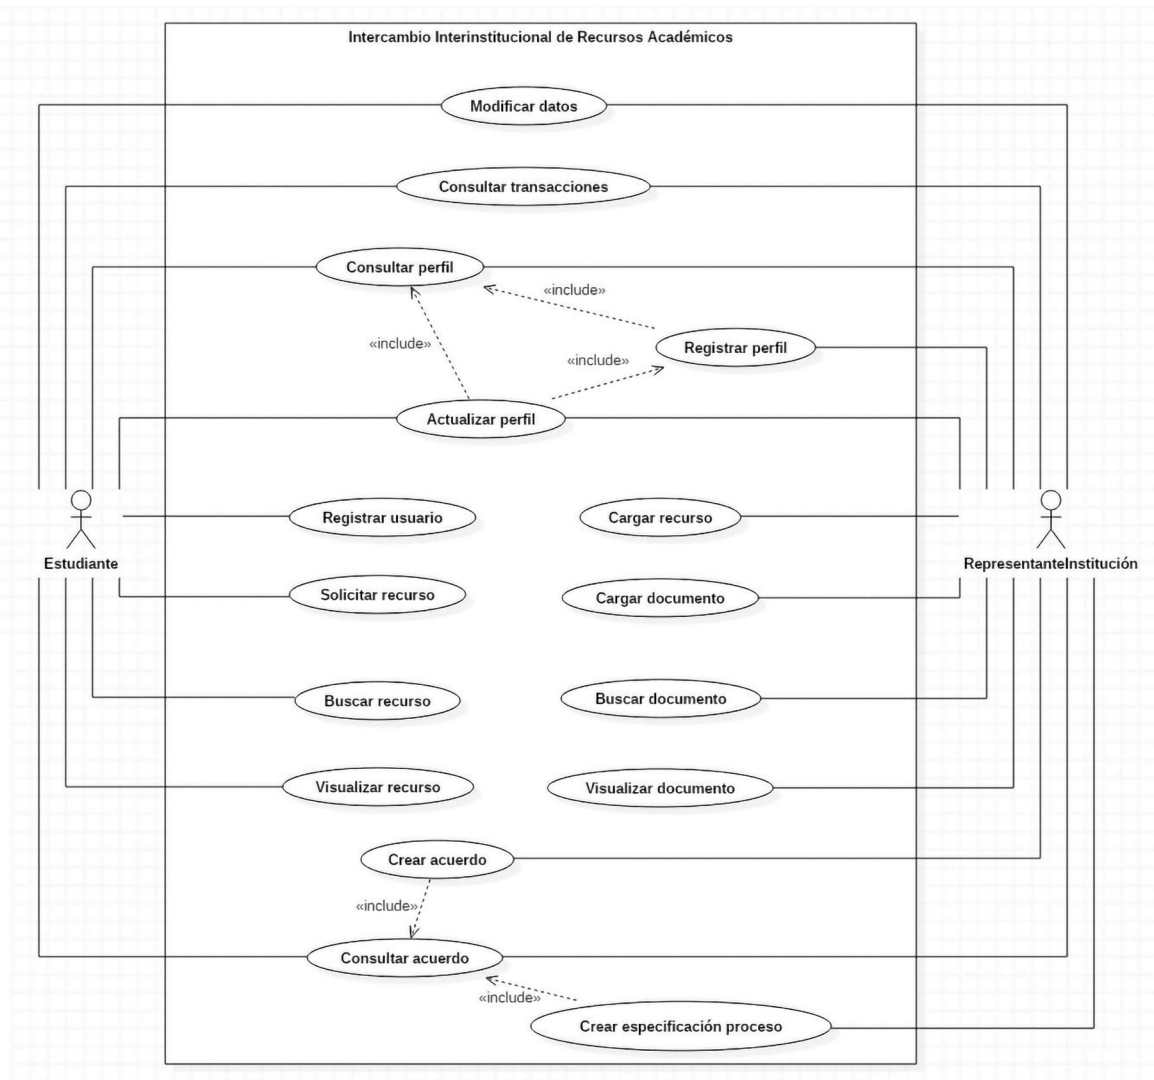 Intercambio Interinstitucional de Recursos Académicos
Modificar datos
Consultar transacciones
Consultar perfil
«include»
«include»
Registrar perfil
«include»
Actualizar perfil
Registrar usuario
Cargar recurso
Estudiante
RepresentanteInstitución
Solicitar recurso
Cargar documento
Buscar recurso
Buscar documento
Visualizar recurso
Visualizar documento
Crear acuerdo
«include»
Consultar acuerdo
«include»
Crear especificación proceso